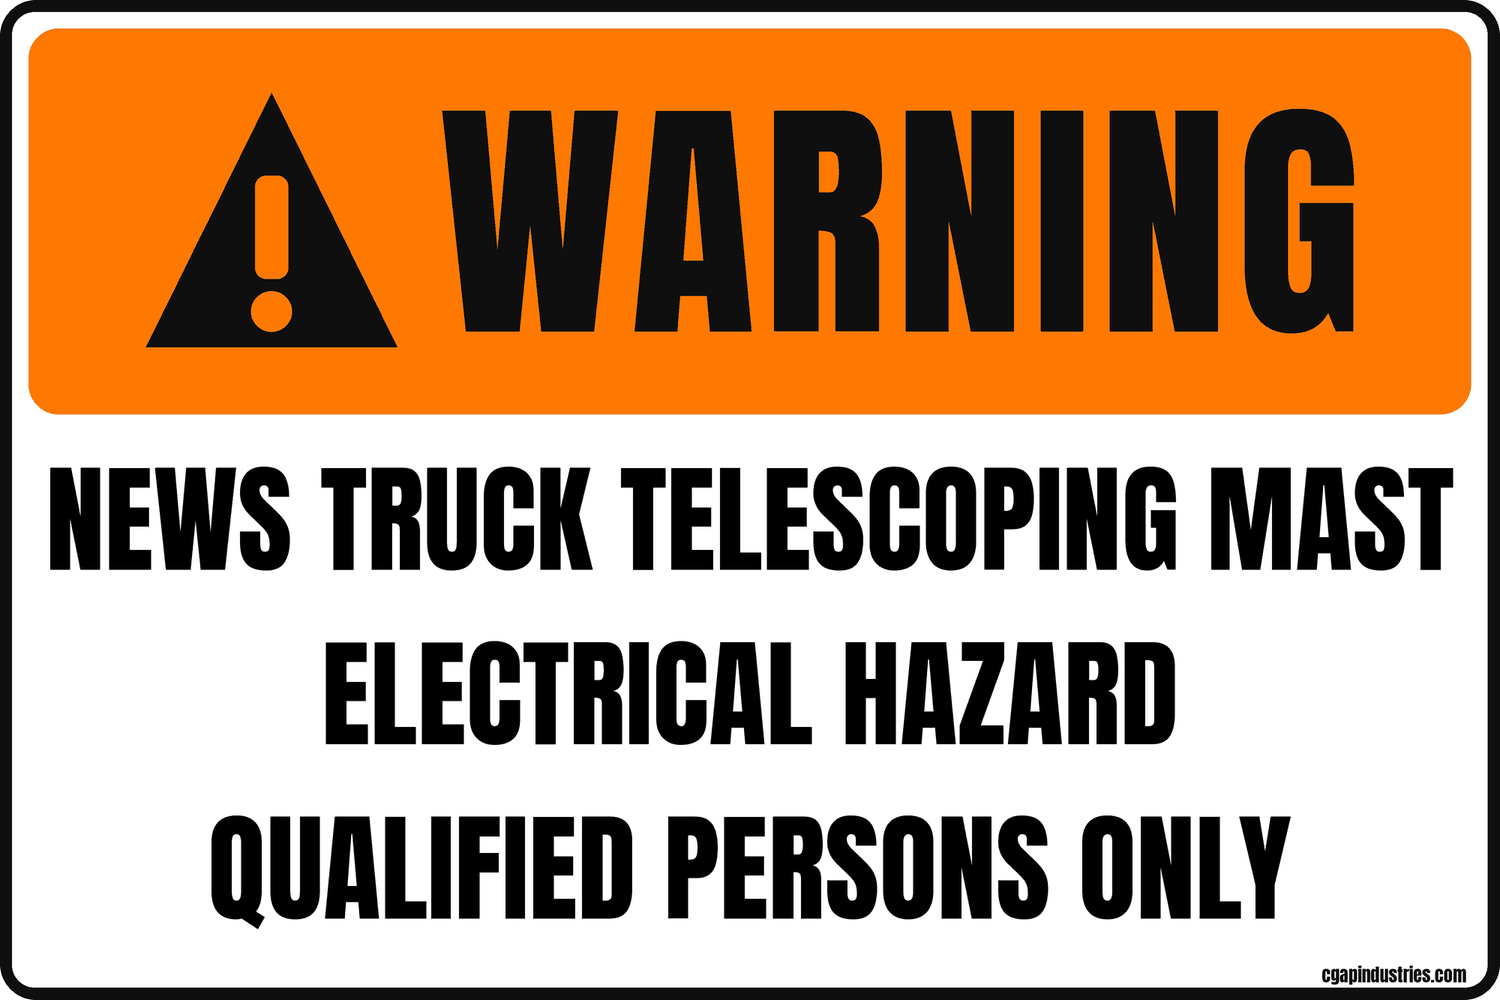 WARNING
NEWS TRUCK TELESCOPING MAST
ELECTRICAL HAZARD
QUALIFIED PERSONS ONLY
cgapindustries.com